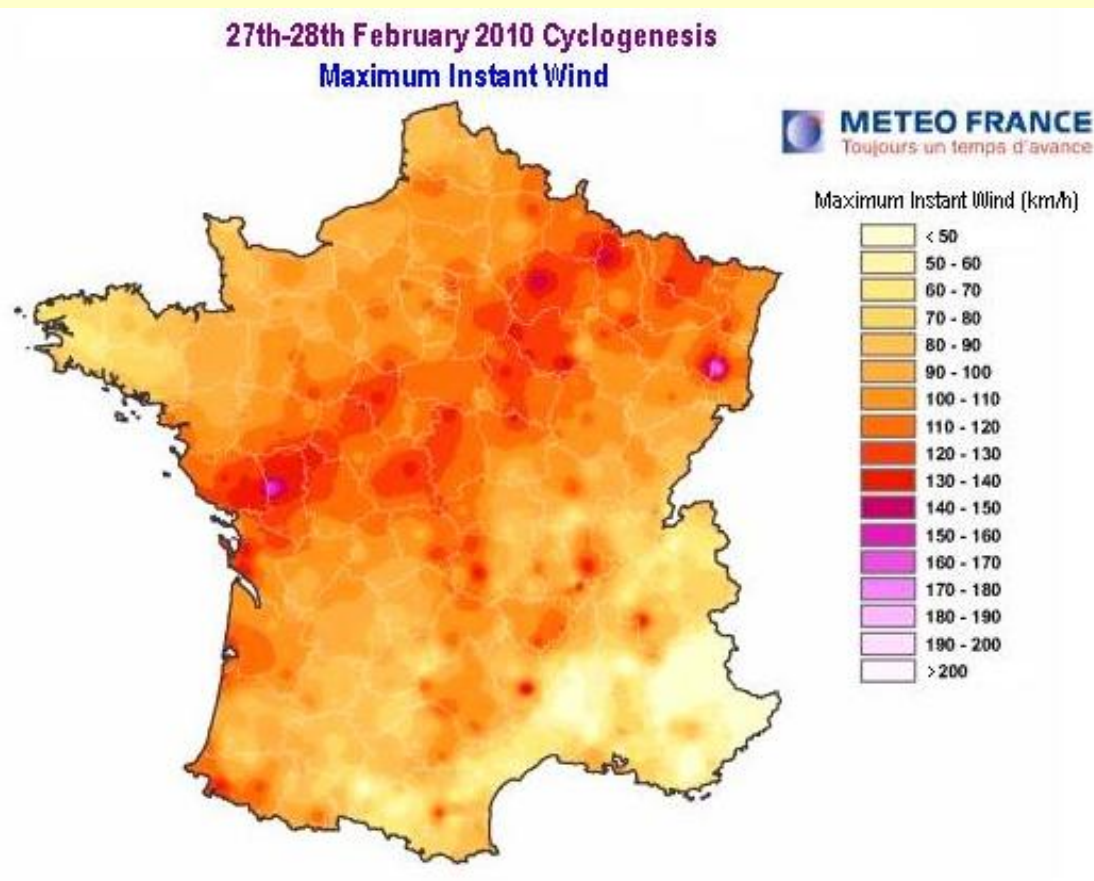 27th-28th February 2010 Cyclogenesis
Maximum Instant Wind
METEO FRANCE
Toujours un temps d'avance
Maximum Instant Wind (km/h)
< 50
50 - 60
60 - 70
70 - 80
80 - 90
90 - 100
100 - 110
110 - 120
120 - 130
130 - 140
140 - 150
150 - 160
160 - 170
170 - 180
180 - 190
190 - 200
>200